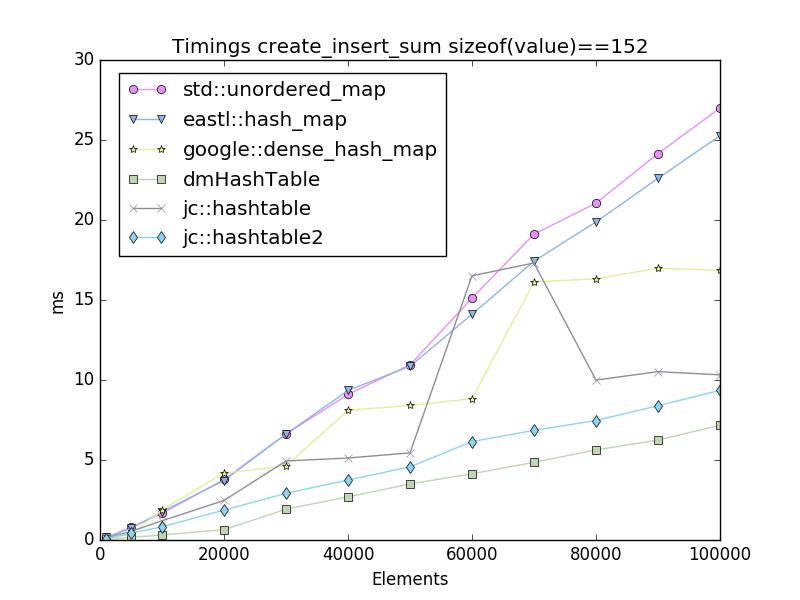 Timings create_insert_sum sizeof(value)==152
30
25
20
15
10
5
0
ms
std::unordered_map
eastl::hash_map
google::dense_hash_map
dmHashTable
jc::hashtable
jc::hashtable2
0 20000 40000 60000 80000 100000
Elements